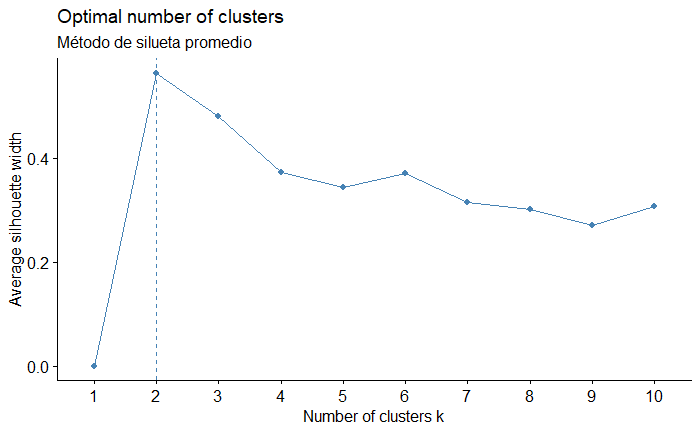 Optimal number of clusters
Método de silueta promedio
Average silhouette width
0.4
0.2
0.0
1 2 3 4 5 6 7 8 9 10
Number of clusters k